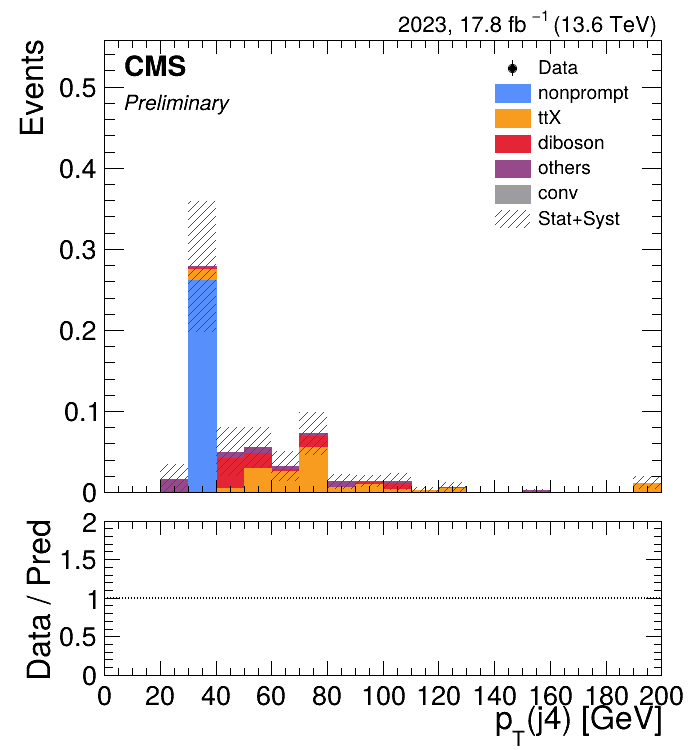 2023, 17.8 fb⁻¹ (13.6 TeV)
CMS
Preliminary
Events
Data
nonprompt
ttX
diboson
others
conv
Stat+Syst
0.5
0.4
0.3
0.2
0.1
0
Data / Pred
2
1.5
1
0.5
0
0 20 40 60 80 100 120 140 160 180 200
p_T(j4) [GeV]